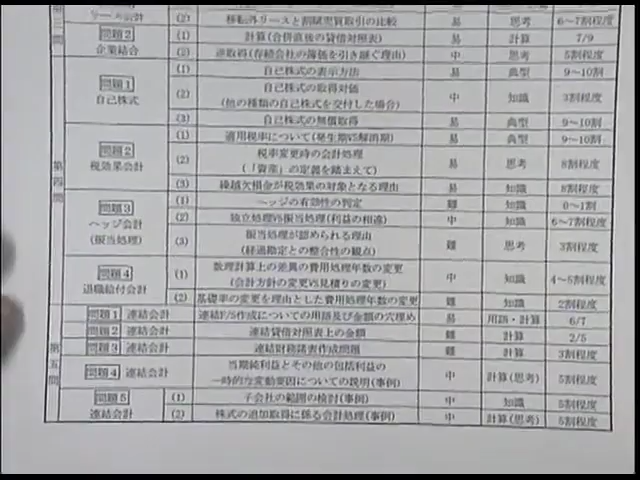 リース会計 (2) 移転外リースと割賦売買取引の比較 易 思考 6～7割程度
第三問
問題2 企業結合
(1) 計算(合併直後の貸借対照表) 易 計算 7/9
(2) 逆取得(存続会社の簿価を引き継ぐ理由) 中 思考 5割程度
第四問
問題1 自己株式
(1) 自己株式の表示方法 易 典型 9～10割
(2) 自己株式の取得対価
(他の種類の自己株式を交付した場合) 中 知識 3割程度
(3) 自己株式の無償取得 易 典型 9～10割
問題2 税効果会計
(1) 適用税率について(発生期vs解消期) 易 典型 9～10割
(2) 税率変更時の会計処理
(「資産」の定義を踏まえて) 易 思考 8割程度
(3) 繰越欠損金が税効果の対象となる理由 易 知識 8割程度
問題3 ヘッジ会計
(振当処理)
(1) ヘッジの有効性の判定 難 知識 0～1割
(2) 独立処理vs振当処理(利益の相違) 中 知識 6～7割程度
(3) 振当処理が認められる理由
(経過勘定との整合性の観点) 難 思考 3割程度
問題4 退職給付会計
(1) 数理計算上の差異の費用処理年数の変更
(会計方針の変更vs見積りの変更) 中 知識 4～5割程度
(2) 基礎率の変更を理由とした費用処理年数の変更 難 知識 2割程度
第五問
問題1 連結会計 連結F/S作成についての用語及び金額の穴埋め 易 用語・計算 6/7
問題2 連結会計 連結貸借対照表上の金額 難 計算 2/5
問題3 連結会計 連結財務諸表作成問題 難 計算 3割程度
問題4 連結会計 当期純利益とその他の包括利益の
一時的な変動要因についての説明(事例) 中 計算(思考) 5割程度
問題5 連結会計
(1) 子会社の範囲の検討(事例) 中 知識 5割程度
(2) 株式の追加取得に係る会計処理(事例) 中 計算(思考) 5割程度